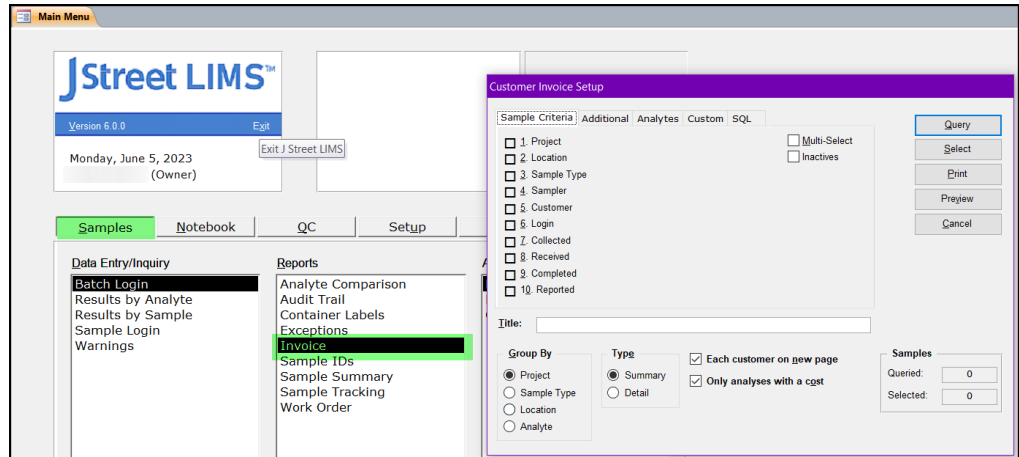 Main Menu
J Street LIMS™
Version 6.0.0 Exit
Exit J Street LIMS
Monday, June 5, 2023
(Owner)
Samples Notebook QC Setup
Data Entry/Inquiry
Batch Login
Results by Analyte
Results by Sample
Sample Login
Warnings
Reports
Analyte Comparison
Audit Trail
Container Labels
Exceptions
Invoice
Sample IDs
Sample Summary
Sample Tracking
Work Order
Customer Invoice Setup
Sample Criteria Additional Analytes Custom SQL
1. Project
2. Location
3. Sample Type
4. Sampler
5. Customer
6. Login
7. Collected
8. Received
9. Completed
10. Reported
Multi-Select
Inactives
Query
Select
Print
Preview
Cancel
Title:
Group By
Project
Sample Type
Location
Analyte
Type
Summary
Detail
Each customer on new page
Only analyses with a cost
Samples
Queried: 0
Selected: 0